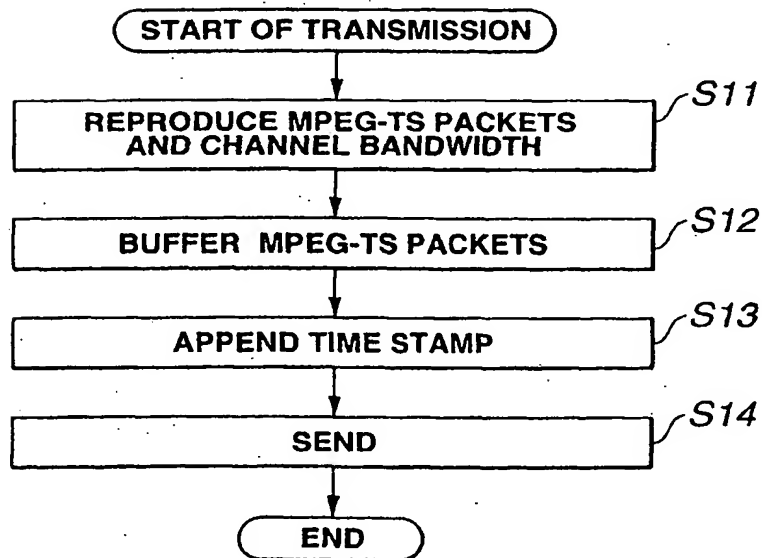 START OF TRANSMISSION
S11
REPRODUCE MPEG-TS PACKETS
AND CHANNEL BANDWIDTH
S12
BUFFER MPEG-TS PACKETS
S13
APPEND TIME STAMP
S14
SEND
END